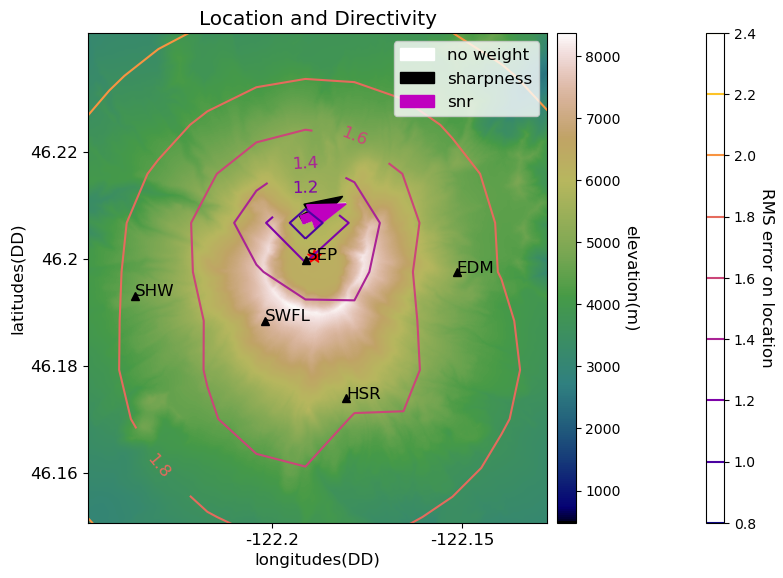 Location and Directivity
no weight
sharpness
snr
1.6
1.4
1.2
SEP
EDM
SHW
SWFL
HSR
1.8
46.22
46.2
46.18
46.16
latitudes(DD)
-122.2
-122.15
longitudes(DD)
8000
7000
6000
5000
4000
3000
2000
1000
elevation(m)
2.4
2.2
2.0
1.8
1.6
1.4
1.2
1.0
0.8
RMS error on location